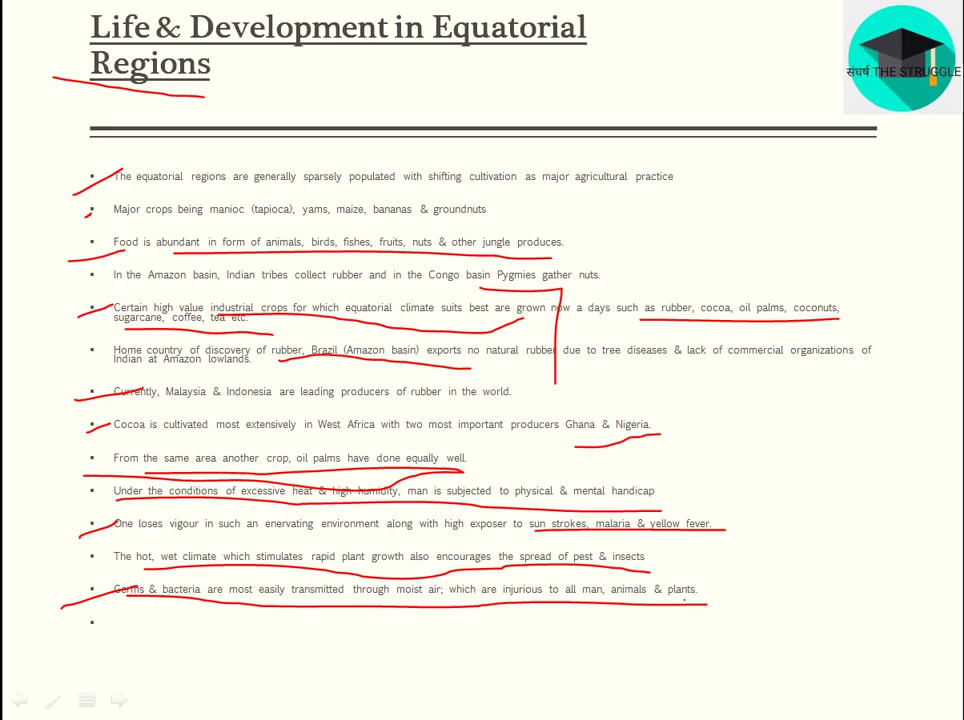 Life & Development in Equatorial
Regions
संघर्ष THE STRUGGLE
The equatorial regions are generally sparsely populated with shifting cultivation as major agricultural practice
Major crops being manioc (tapioca), yams, maize, bananas & groundnuts
Food is abundant in form of animals, birds, fishes, fruits, nuts & other jungle produces.
In the Amazon basin, Indian tribes collect rubber and in the Congo basin Pygmies gather nuts.
Certain high value industrial crops for which equatorial climate suits best are grown now a days such as rubber, cocoa, oil palms, coconuts,
sugarcane, coffee, tea etc.
Home country of discovery of rubber, Brazil (Amazon basin) exports no natural rubber due to tree diseases & lack of commercial organizations of
Indian at Amazon lowlands.
Currently, Malaysia & Indonesia are leading producers of rubber in the world.
Cocoa is cultivated most extensively in West Africa with two most important producers Ghana & Nigeria.
From the same area another crop, oil palms have done equally well.
Under the conditions of excessive heat & high humidity, man is subjected to physical & mental handicap
One loses vigour in such an enervating environment along with high exposer to sun strokes, malaria & yellow fever.
The hot, wet climate which stimulates rapid plant growth also encourages the spread of pest & insects
Germs & bacteria are most easily transmitted through moist air; which are injurious to all man, animals & plants.